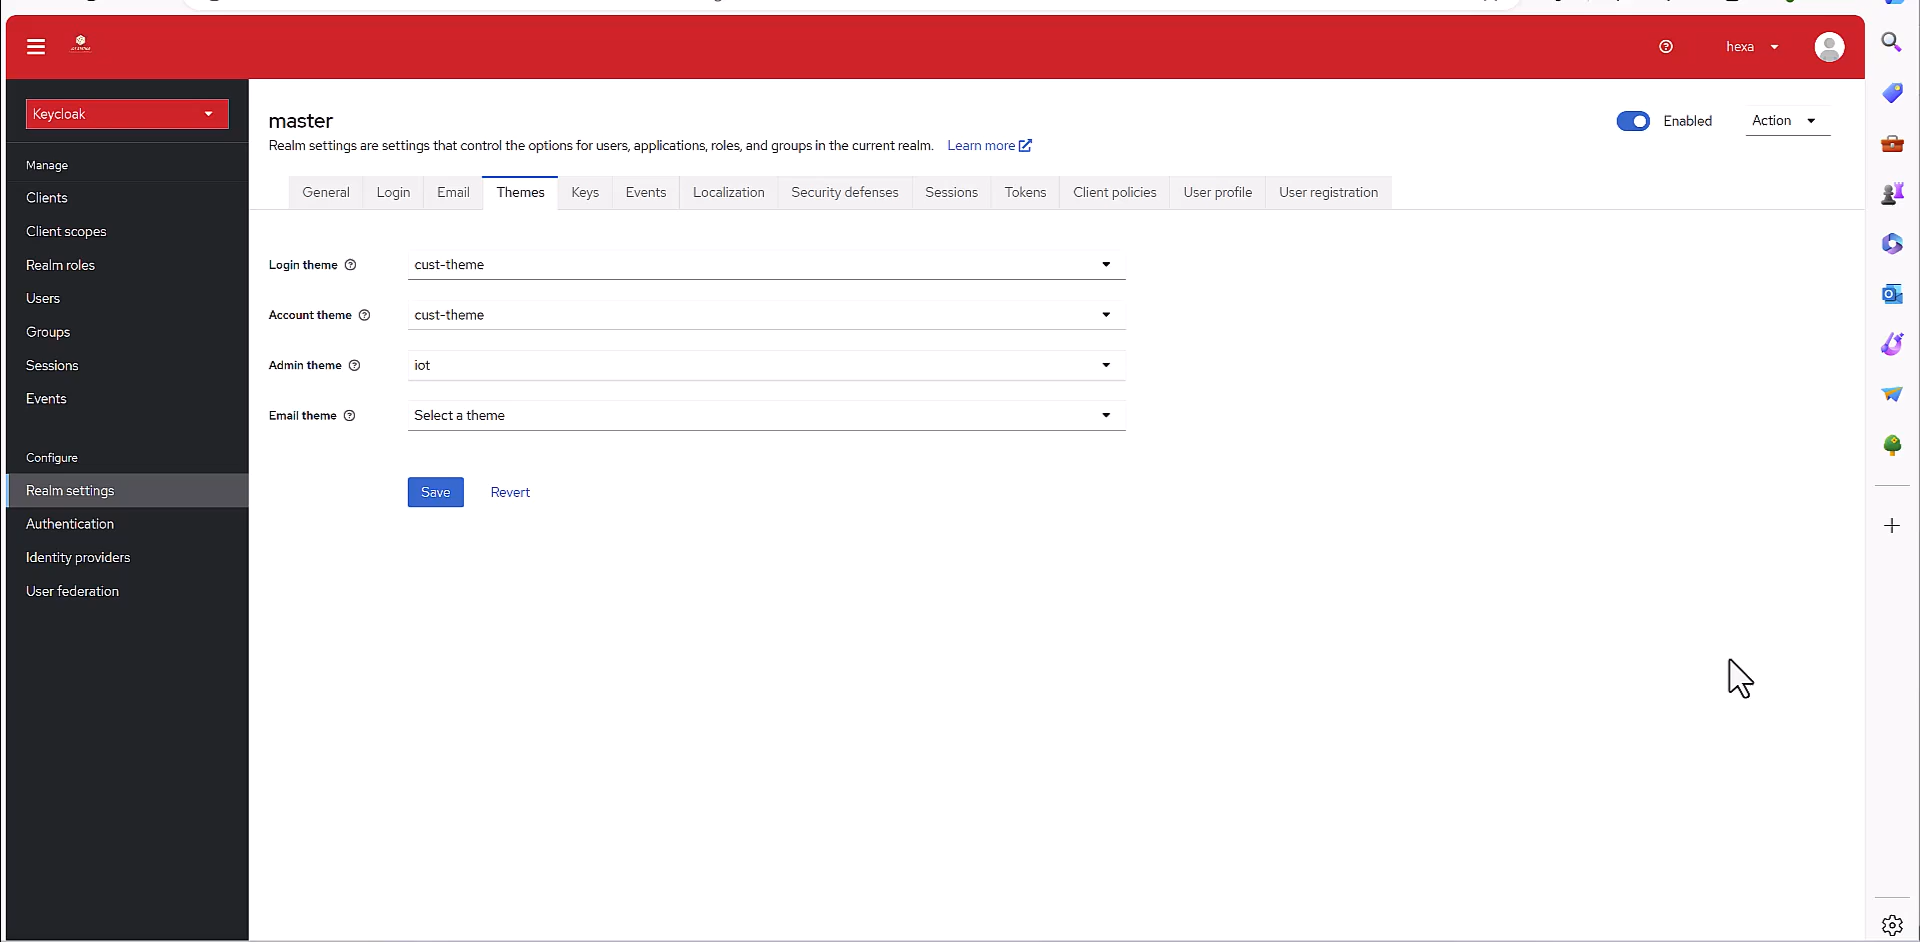 hexa
Keycloak
Manage
Clients
Client scopes
Realm roles
Users
Groups
Sessions
Events
Configure
Realm settings
Authentication
Identity providers
User federation
master
Enabled
Action
Realm settings are settings that control the options for users, applications, roles, and groups in the current realm. Learn more
General Login Email Themes Keys Events Localization Security defenses Sessions Tokens Client policies User profile User registration
Login theme cust-theme
Account theme cust-theme
Admin theme iot
Email theme Select a theme
Save Revert